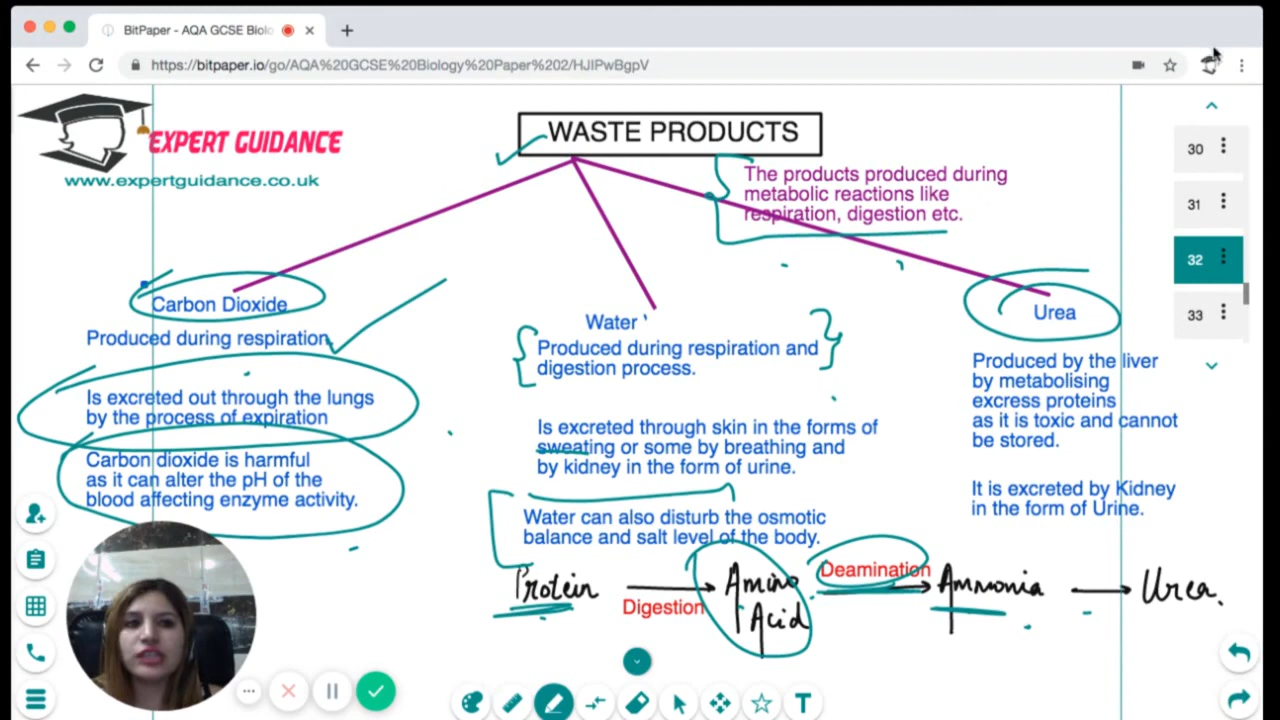 BitPaper - AQA GCSE Biolo
https://bitpaper.io/go/AQA%20GCSE%20Biology%20Paper%202/HJIPwBgpV
EXPERT GUIDANCE
www.expertguidance.co.uk
WASTE PRODUCTS
The products produced during
metabolic reactions like
respiration, digestion etc.
30
31
32
33
Carbon Dioxide
Produced during respiration.
Is excreted out through the lungs
by the process of expiration
Carbon dioxide is harmful
as it can alter the pH of the
blood affecting enzyme activity.
Water
Produced during respiration and
digestion process.
Is excreted through skin in the forms of
sweating or some by breathing and
by kidney in the form of urine.
Water can also disturb the osmotic
balance and salt level of the body.
Urea
Produced by the liver
by metabolising
excress proteins
as it is toxic and cannot
be stored.
It is excreted by Kidney
in the form of Urine.
Protein
Digestion
Amino
Acid
Deamination
Ammonia
Urea.
T